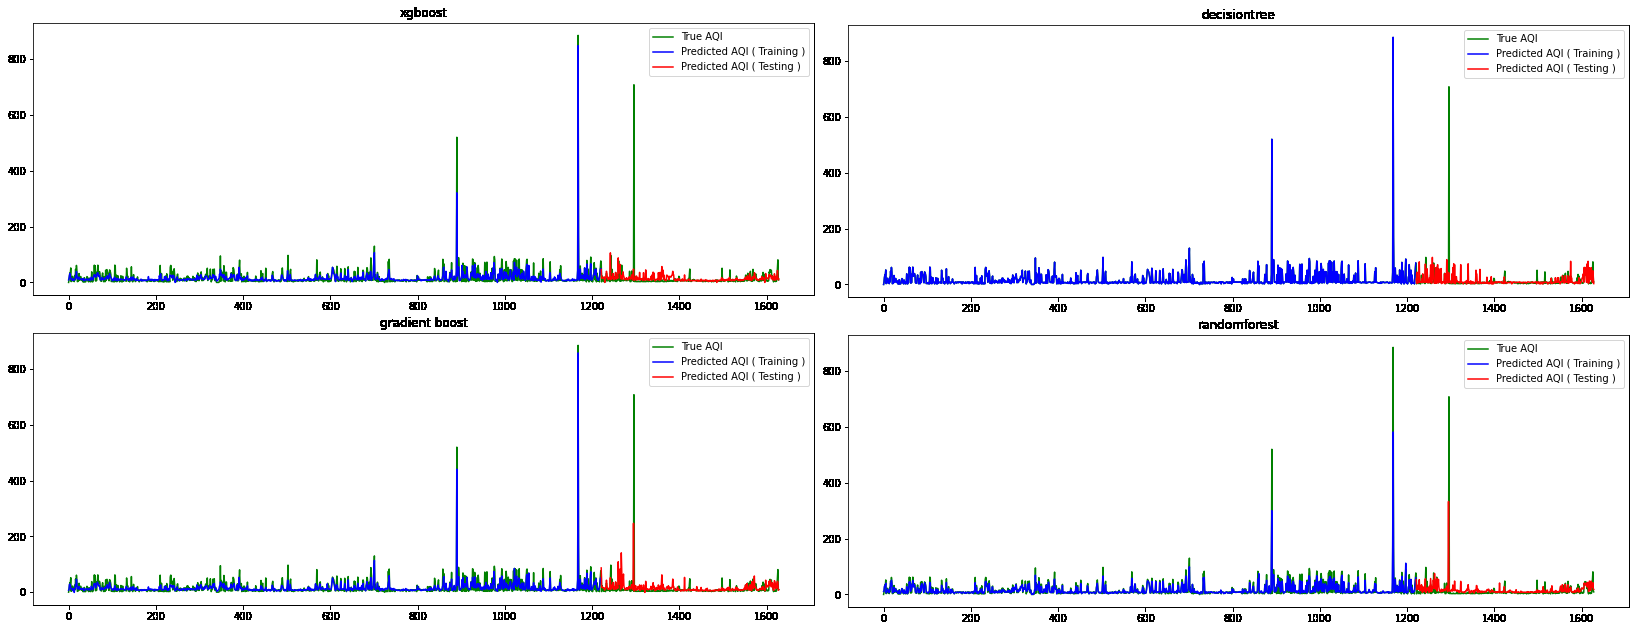 xgboost
True AQI
Predicted AQI ( Training )
Predicted AQI ( Testing )
800
600
400
200
0
0 200 400 600 800 1000 1200 1400 1600
decisiontree
True AQI
Predicted AQI ( Training )
Predicted AQI ( Testing )
800
600
400
200
0
0 200 400 600 800 1000 1200 1400 1600
gradient boost
True AQI
Predicted AQI ( Training )
Predicted AQI ( Testing )
800
600
400
200
0
0 200 400 600 800 1000 1200 1400 1600
randomforest
True AQI
Predicted AQI ( Training )
Predicted AQI ( Testing )
800
600
400
200
0
0 200 400 600 800 1000 1200 1400 1600